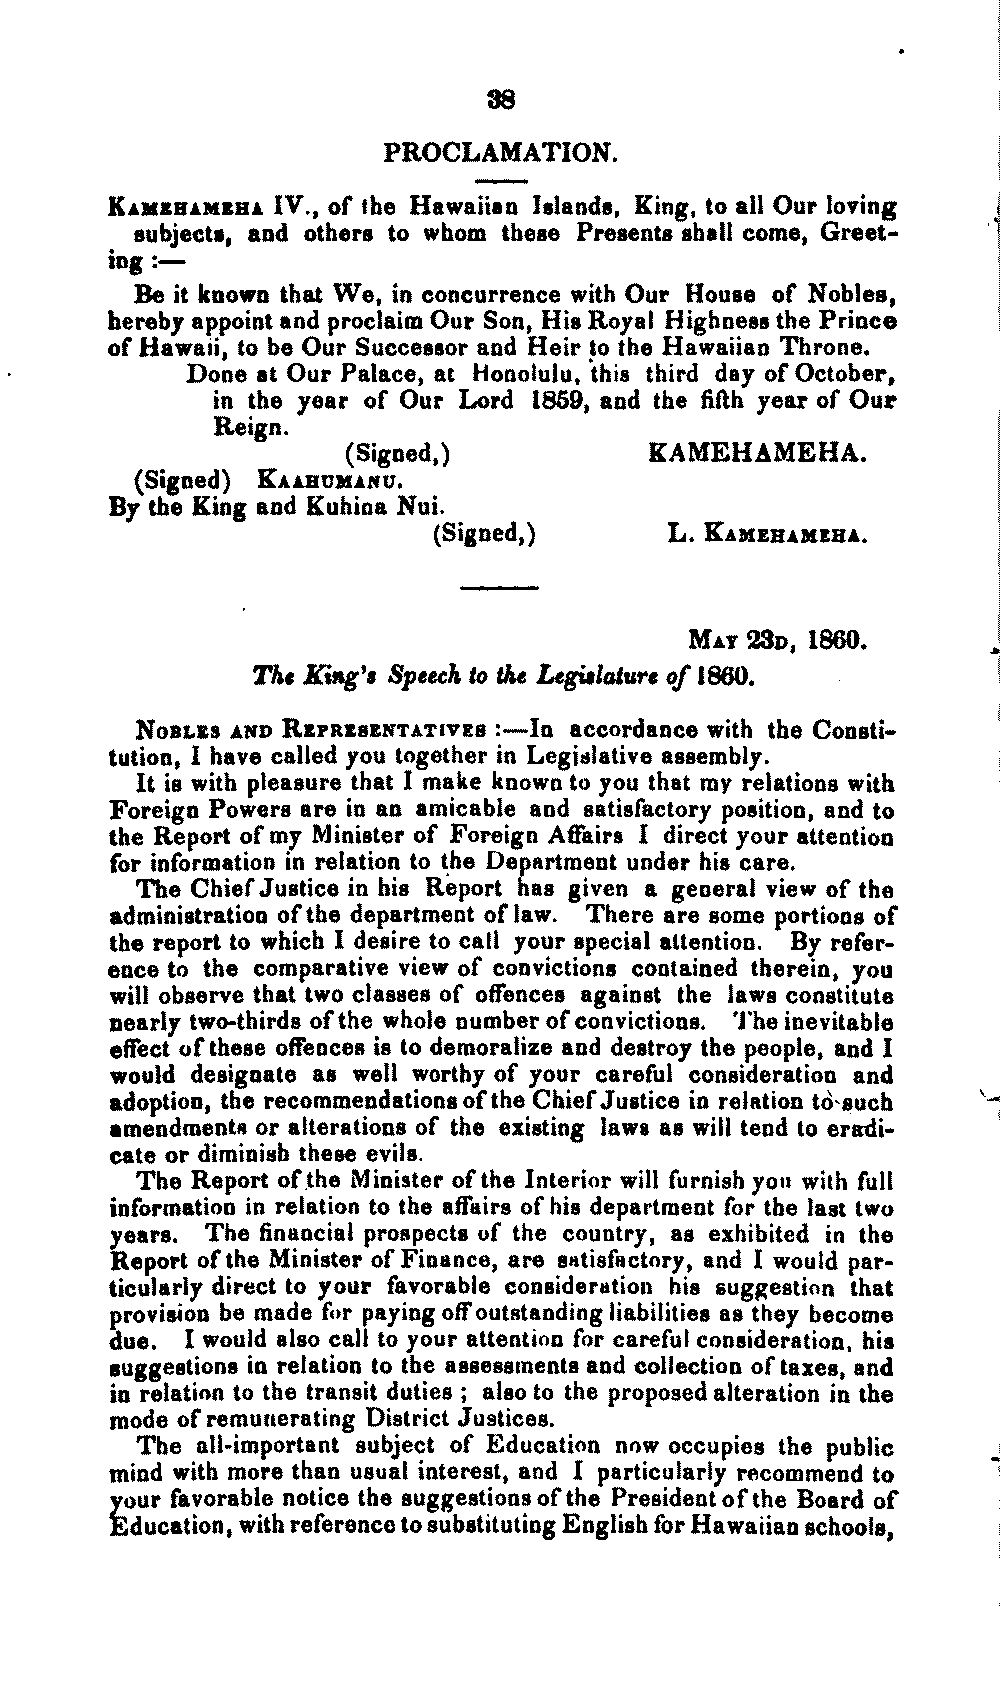 38
PROCLAMATION.
KAMEHAMEHA IV., of the Hawaiian Islands, King, to all Our loving
subjects, and others to whom these Presents shall come, Greet-
ing :—
Be it known that We, in concurrence with Our House of Nobles,
hereby appoint and proclaim Our Son, His Royal Highness the Prince
of Hawaii, to be Our Successor and Heir to the Hawaiian Throne.
Done at Our Palace, at Honolulu, this third day of October,
in the year of Our Lord 1859, and the fifth year of Our
Reign.
(Signed,) KAMEHAMEHA.
(Signed) KAAHUMANU.
By the King and Kuhina Nui.
(Signed,) L. KAMEHAMEHA.
MAY 23D, 1860.
The King's Speech to the Legislature of 1860.
NOBLES AND REPRESENTATIVES :—In accordance with the Consti-
tution, I have called you together in Legislative assembly.
It is with pleasure that I make known to you that my relations with
Foreign Powers are in an amicable and satisfactory position, and to
the Report of my Minister of Foreign Affairs I direct your attention
for information in relation to the Department under his care.
The Chief Justice in his Report has given a general view of the
administration of the department of law. There are some portions of
the report to which I desire to call your special attention. By refer-
ence to the comparative view of convictions contained therein, you
will observe that two classes of offences against the laws constitute
nearly two-thirds of the whole number of convictions. The inevitable
effect of these offences is to demoralize and destroy the people, and I
would designate as well worthy of your careful consideration and
adoption, the recommendations of the Chief Justice in relation to such
amendments or alterations of the existing laws as will tend to eradi-
cate or diminish these evils.
The Report of the Minister of the Interior will furnish you with full
information in relation to the affairs of his department for the last two
years. The financial prospects of the country, as exhibited in the
Report of the Minister of Finance, are satisfactory, and I would par-
ticularly direct to your favorable consideration his suggestion that
provision be made for paying off outstanding liabilities as they become
due. I would also call to your attention for careful consideration, his
suggestions in relation to the assessments and collection of taxes, and
in relation to the transit duties ; also to the proposed alteration in the
mode of remunerating District Justices.
The all-important subject of Education now occupies the public
mind with more than usual interest, and I particularly recommend to
your favorable notice the suggestions of the President of the Board of
Education, with reference to substituting English for Hawaiian schools,